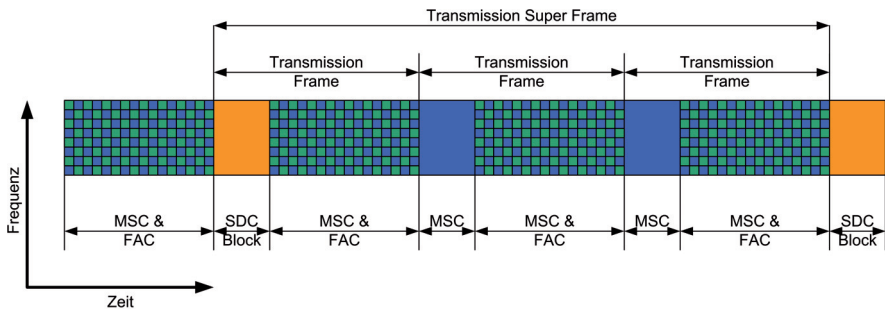 Transmission Super Frame
Transmission
Frame
Transmission
Frame
Transmission
Frame
Frequenz
MSC &
FAC
SDC
Block
MSC &
FAC
MSC
MSC &
FAC
MSC
MSC &
FAC
SDC
Block
Zeit